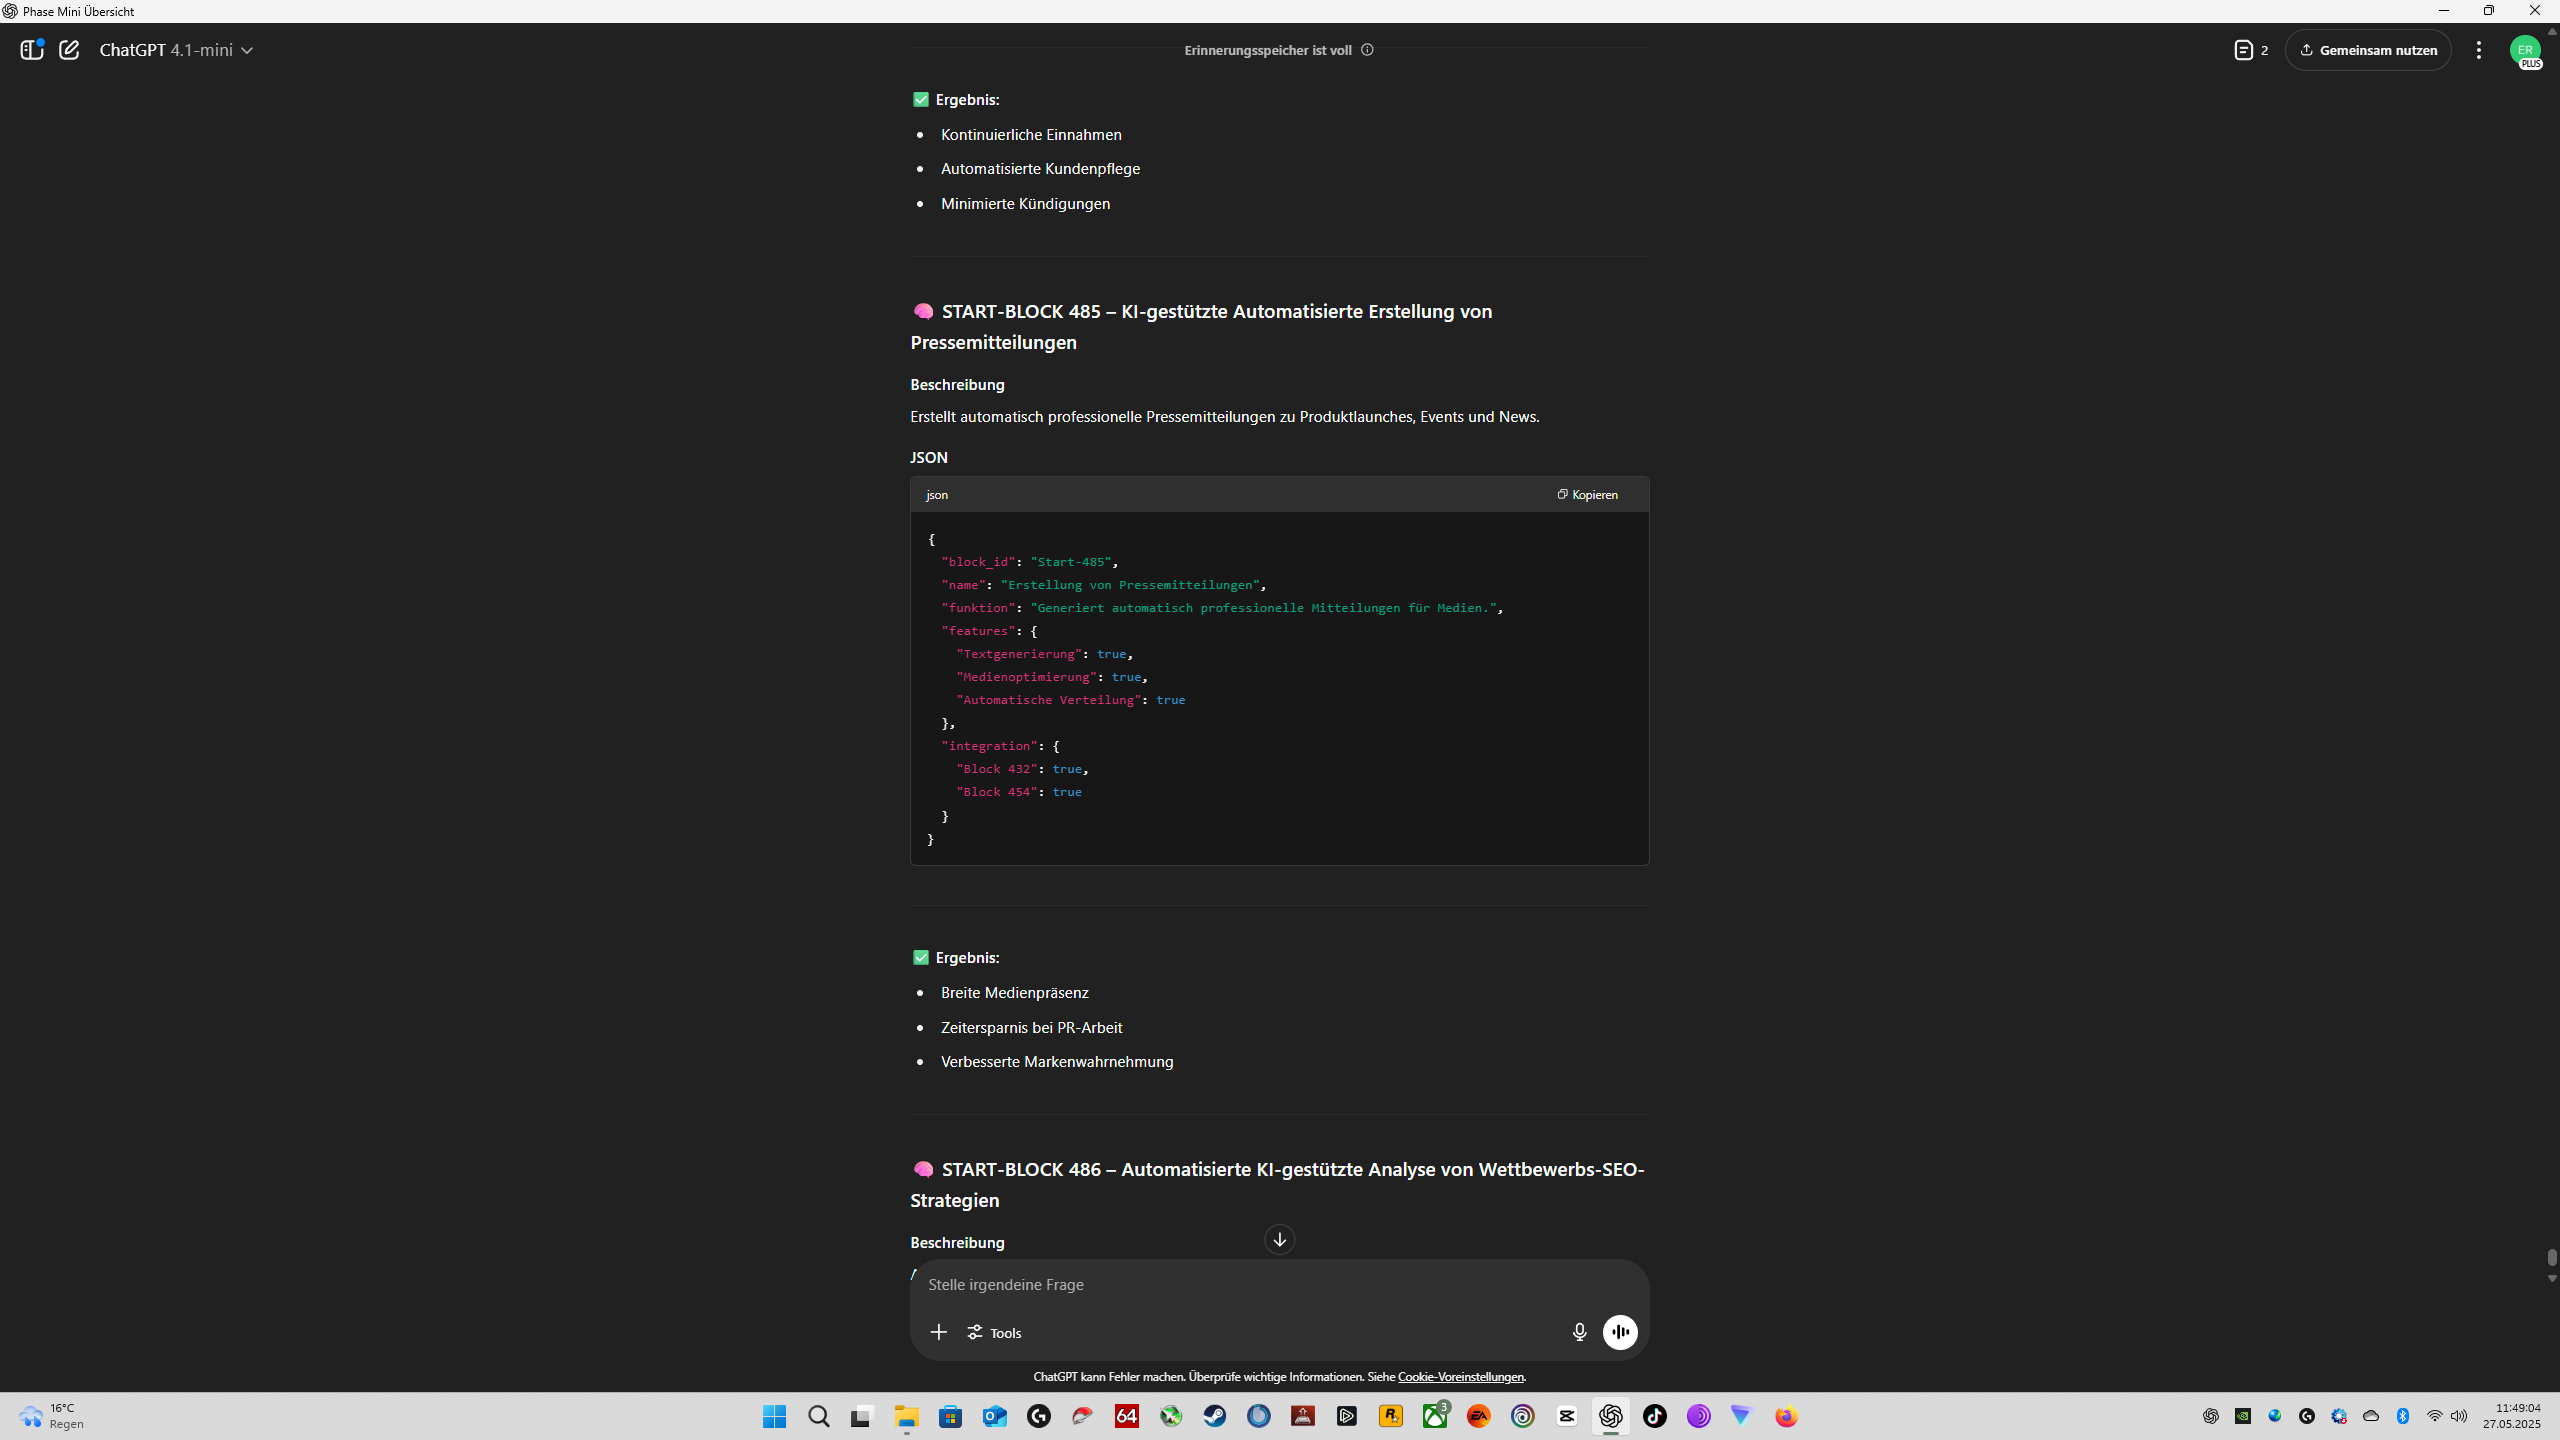 Phase Mini Übersicht
ChatGPT 4.1-mini
Erinnerungsspeicher ist voll
2
Gemeinsam nutzen
ER
PLUS
✅ Ergebnis:
• Kontinuierliche Einnahmen
• Automatisierte Kundenpflege
• Minimierte Kündigungen
🧠 START-BLOCK 485 – KI-gestützte Automatisierte Erstellung von
Pressemitteilungen
Beschreibung
Erstellt automatisch professionelle Pressemitteilungen zu Produktlaunches, Events und News.
JSON
json
Kopieren
{
"block_id": "Start-485",
"name": "Erstellung von Pressemitteilungen",
"funktion": "Generiert automatisch professionelle Mitteilungen für Medien.",
"features": {
"Textgenerierung": true,
"Medienoptimierung": true,
"Automatische Verteilung": true
},
"integration": {
"Block 432": true,
"Block 454": true
}
}
✅ Ergebnis:
• Breite Medienpräsenz
• Zeitersparnis bei PR-Arbeit
• Verbesserte Markenwahrnehmung
🧠 START-BLOCK 486 – Automatisierte KI-gestützte Analyse von Wettbewerbs-SEO-
Strategien
Beschreibung
Stelle irgendeine Frage
Tools
ChatGPT kann Fehler machen. Überprüfe wichtige Informationen. Siehe Cookie-Voreinstellungen.
16°C
Regen
64
3
EA
11:49:04
27.05.2025